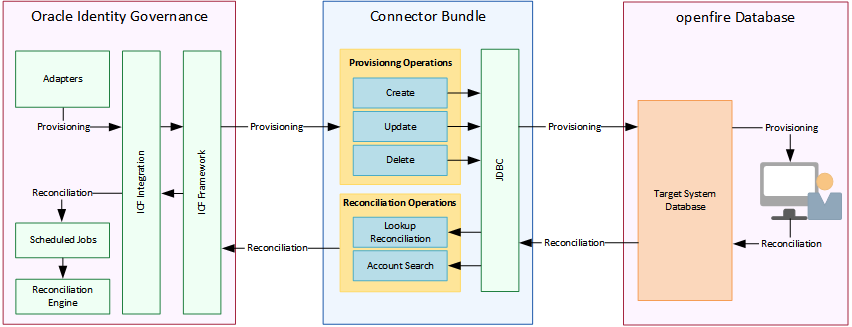 Oracle Identity Governance
Adapters
Provisioning
Reconciliation
Scheduled Jobs
Reconciliation
Engine
ICF Integration
ICF Framework
Provisioning
Reconciliation
Connector Bundle
Provisionng Operations
Create
Update
Delete
Reconciliation Operations
Lookup
Reconciliation
Account Search
JDBC
Provisioning
Reconciliation
openfire Database
Target System
Database
Provisioning
Reconciliation